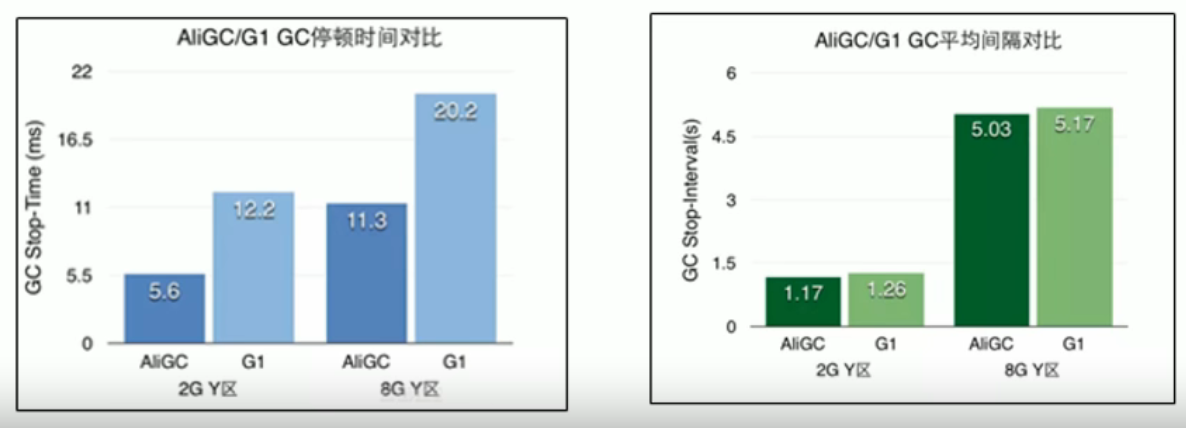 AliGC/G1 GC停顿时间对比
GC Stop-Time (ms)
22
16.5
11
5.5
0
5.6
12.2
11.3
20.2
AliGC G1 AliGC G1
2G Y区 8G Y区
AliGC/G1 GC平均间隔对比
GC Stop-Interval(s)
6
4.5
3
1.5
0
1.17
1.26
5.03
5.17
AliGC G1 AliGC G1
2G Y区 8G Y区